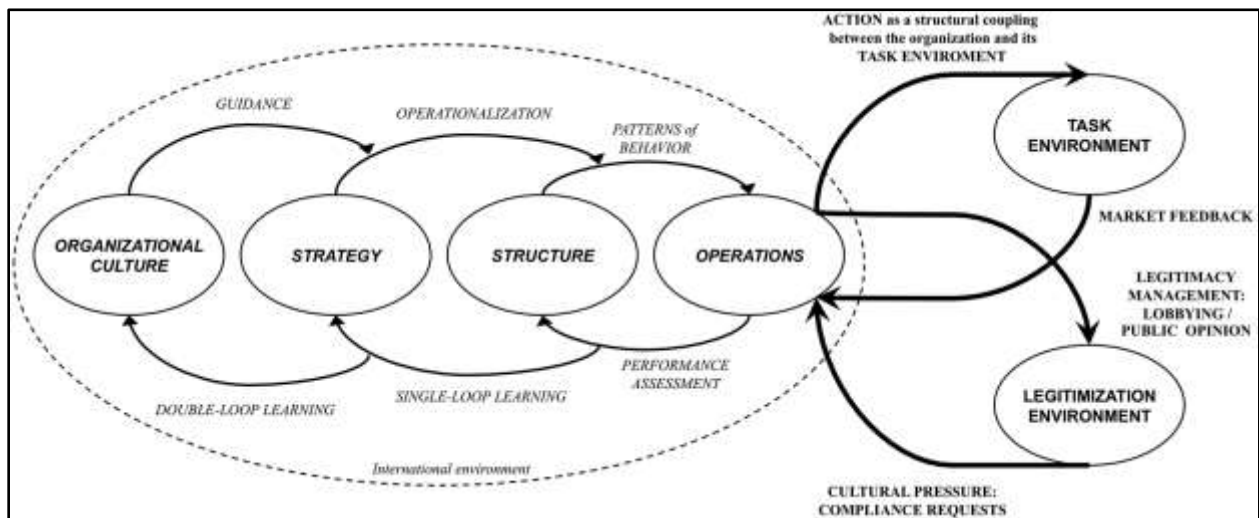 ACTION as a structural coupling
between the organization and its
TASK ENVIROMENT
GUIDANCE
OPERATIONALIZATION
PATTERNS of
BEHAVIOR
TASK
ENVIRONMENT
MARKET FEEDBACK
ORGANIZATIONAL
CULTURE
STRATEGY
STRUCTURE
OPERATIONS
LEGITIMACY
MANAGEMENT:
LOBBYING /
PUBLIC OPINION
PERFORMANCE
ASSESSMENT
SINGLE-LOOP LEARNING
DOUBLE-LOOP LEARNING
LEGITIMIZATION
ENVIRONMENT
International environment
CULTURAL PRESSURE:
COMPLIANCE REQUESTS